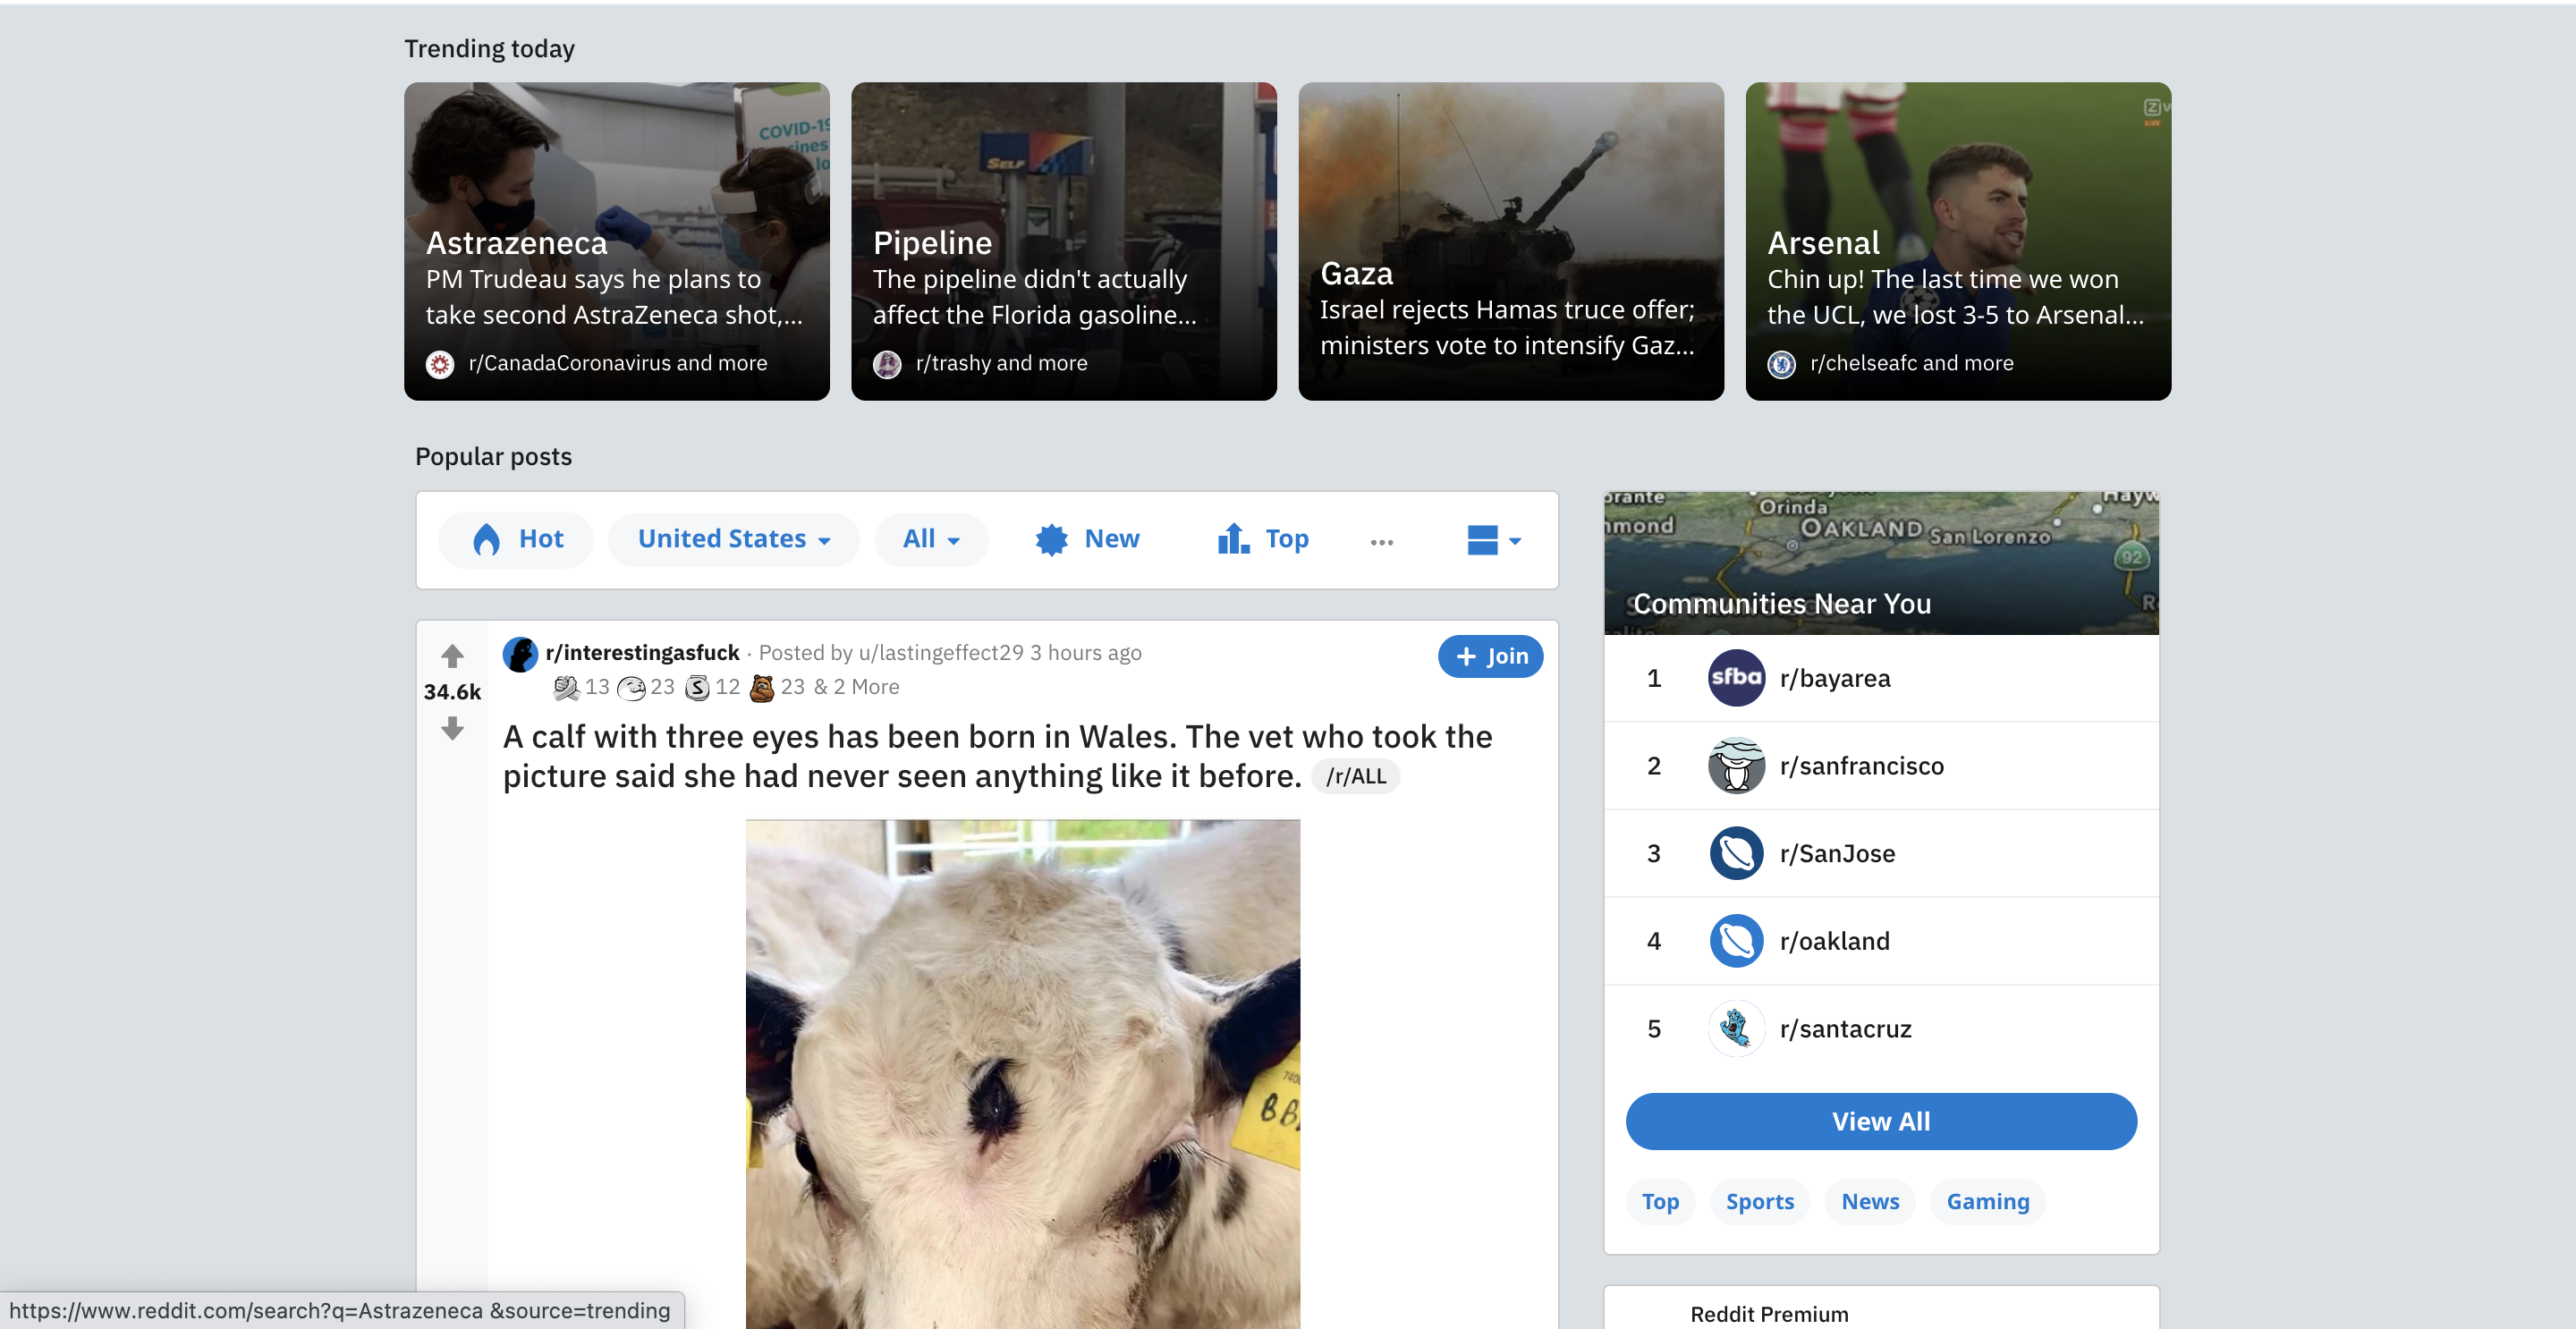 Trending today
COVID-19
SELF
Astrazeneca
PM Trudeau says he plans to
take second AstraZeneca shot,...
r/CanadaCoronavirus and more
Pipeline
The pipeline didn't actually
affect the Florida gasoline...
r/trashy and more
Gaza
Israel rejects Hamas truce offer;
ministers vote to intensify Gaz...
LIVE
Arsenal
Chin up! The last time we won
the UCL, we lost 3-5 to Arsenal...
r/chelseafc and more
Popular posts
Hot United States All New Top ...
34.6k
r/interestingasfuck · Posted by u/lastingeffect29 3 hours ago
+ Join
13 23 S 12 23 & 2 More
A calf with three eyes has been born in Wales. The vet who took the
picture said she had never seen anything like it before. /r/ALL
Orinda
OAKLAND San Lorenzo
92
Communities Near You
1 sfba r/bayarea
2 r/sanfrancisco
3 r/SanJose
4 r/oakland
5 r/santacruz
View All
Top Sports News Gaming
Reddit Premium
https://www.reddit.com/search?q=Astrazeneca &source=trending